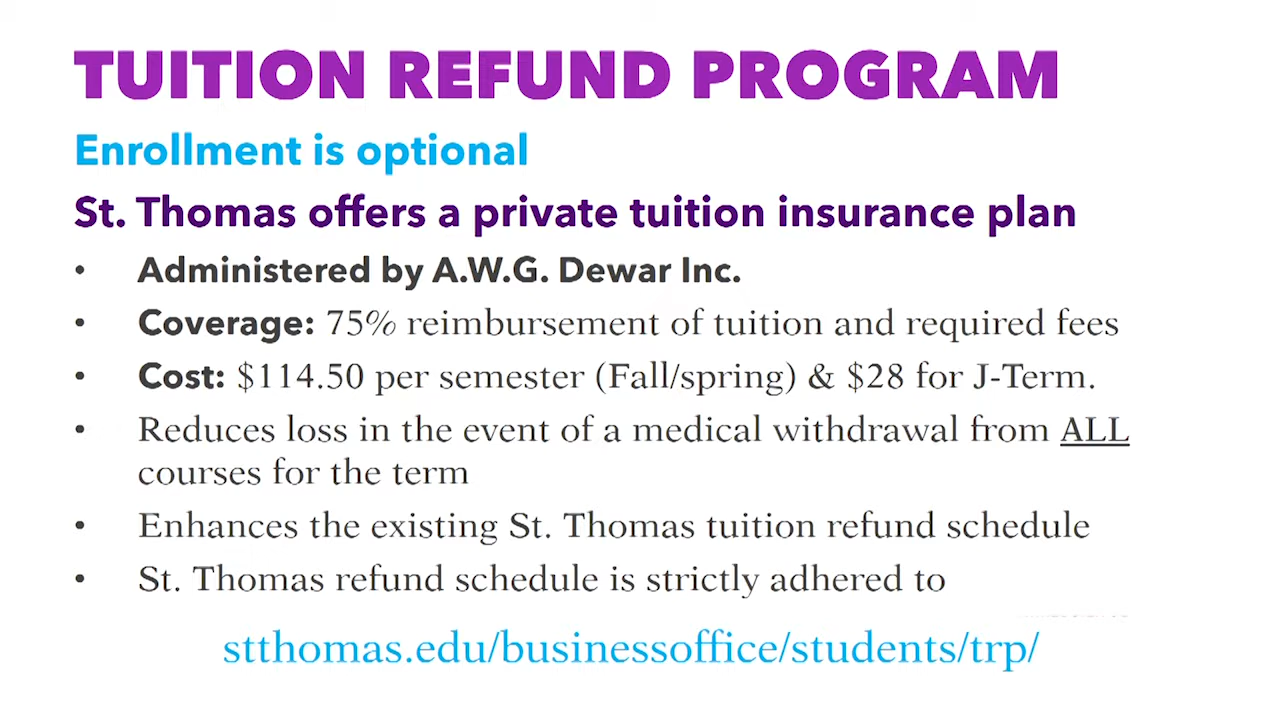 TUITION REFUND PROGRAM
Enrollment is optional
St. Thomas offers a private tuition insurance plan
• Administered by A.W.G. Dewar Inc.
• Coverage: 75% reimbursement of tuition and required fees
• Cost: $114.50 per semester (Fall/spring) & $28 for J-Term.
• Reduces loss in the event of a medical withdrawal from ALL
courses for the term
• Enhances the existing St. Thomas tuition refund schedule
• St. Thomas refund schedule is strictly adhered to
stthomas.edu/businessoffice/students/trp/